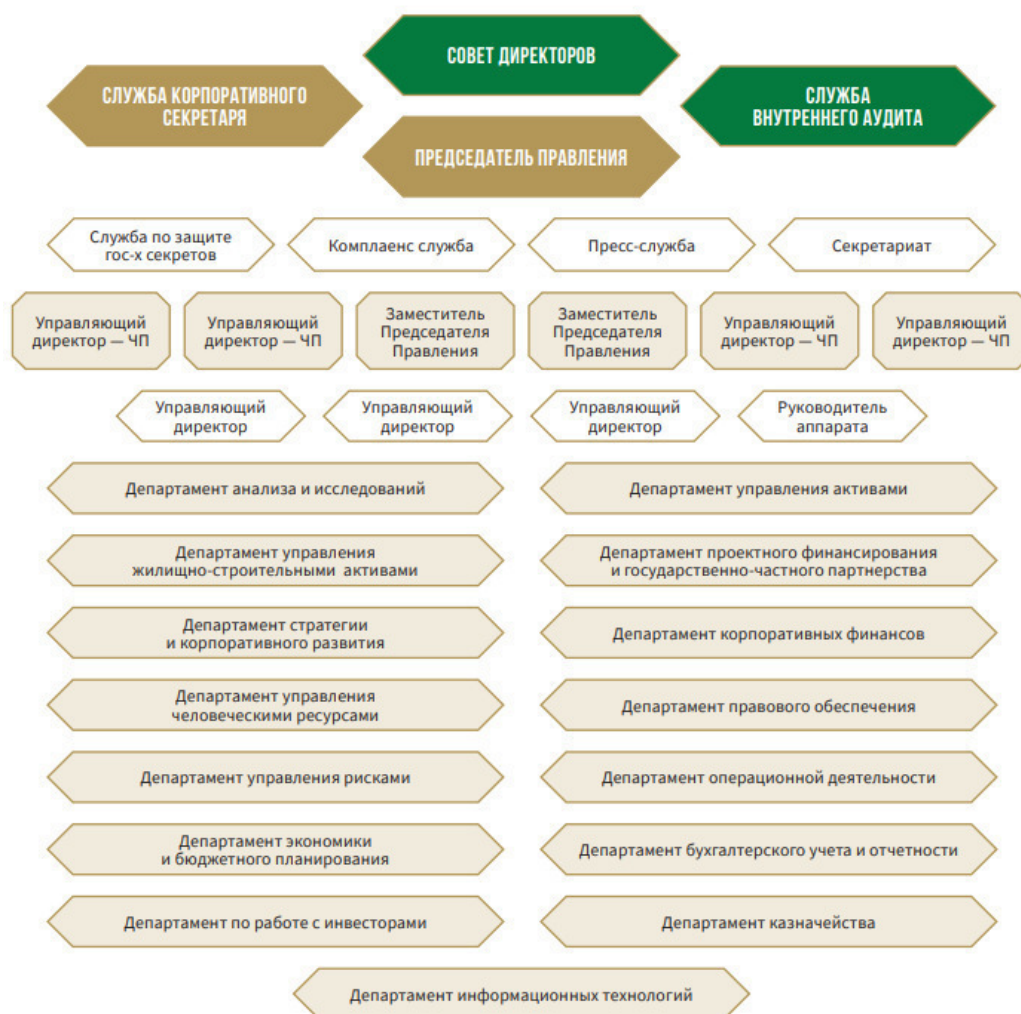 СОВЕТ ДИРЕКТОРОВ
СЛУЖБА КОРПОРАТИВНОГО
СЕКРЕТАРЯ
СЛУЖБА
ВНУТРЕННЕГО АУДИТА
ПРЕДСЕДАТЕЛЬ ПРАВЛЕНИЯ
Служба по защите
гос-х секретов
Комплаенс служба
Пресс-служба
Секретариат
Управляющий
директор — ЧП
Управляющий
директор — ЧП
Заместитель
Председателя
Правления
Заместитель
Председателя
Правления
Управляющий
директор — ЧП
Управляющий
директор — ЧП
Управляющий
директор
Управляющий
директор
Управляющий
директор
Руководитель
аппарата
Департамент анализа и исследований
Департамент управления активами
Департамент управления
жилищно-строительными активами
Департамент проектного финансирования
и государственно-частного партнерства
Департамент стратегии
и корпоративного развития
Департамент корпоративных финансов
Департамент управления
человеческими ресурсами
Департамент правового обеспечения
Департамент управления рисками
Департамент операционной деятельности
Департамент экономики
и бюджетного планирования
Департамент бухгалтерского учета и отчетности
Департамент по работе с инвесторами
Департамент казначейства
Департамент информационных технологий